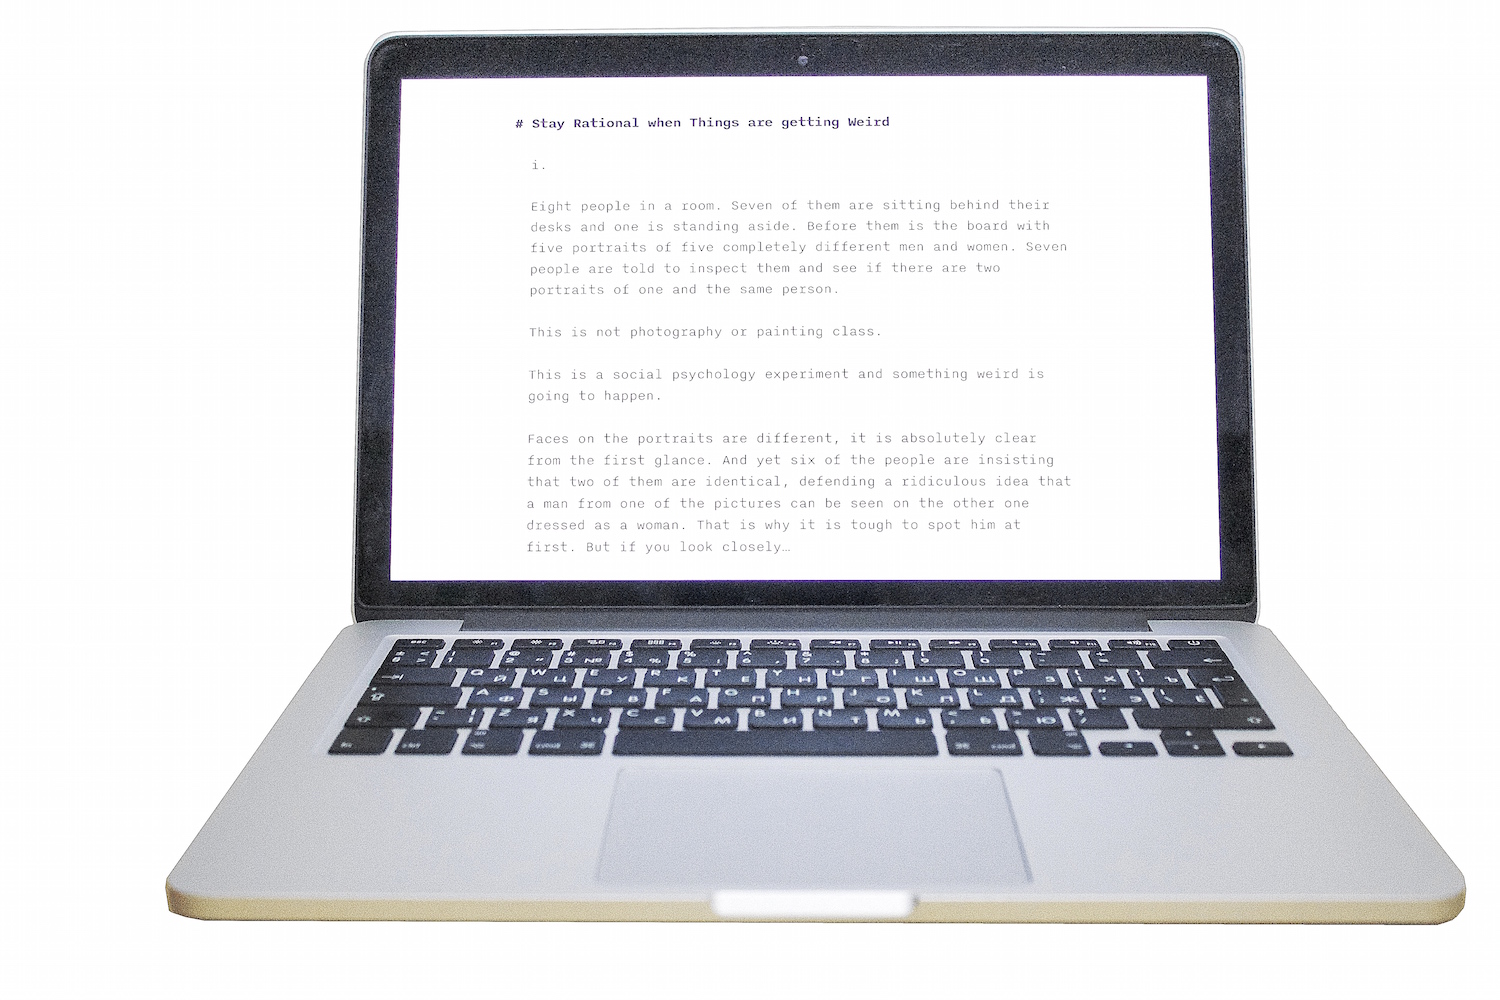 # Stay Rational when Things are getting Weird
i.
Eight people in a room. Seven of them are sitting behind their
desks and one is standing aside. Before them is the board with
five portraits of five completely different men and women. Seven
people are told to inspect them and see if there are two
portraits of one and the same person.
This is not photography or painting class.
This is a social psychology experiment and something weird is
going to happen.
Faces on the portraits are different, it is absolutely clear
from the first glance. And yet six of the people are insisting
that two of them are identical, defending a ridiculous idea that
a man from one of the pictures can be seen on the other one
dressed as a woman. That is why it is tough to spot him at
first. But if you look closely…